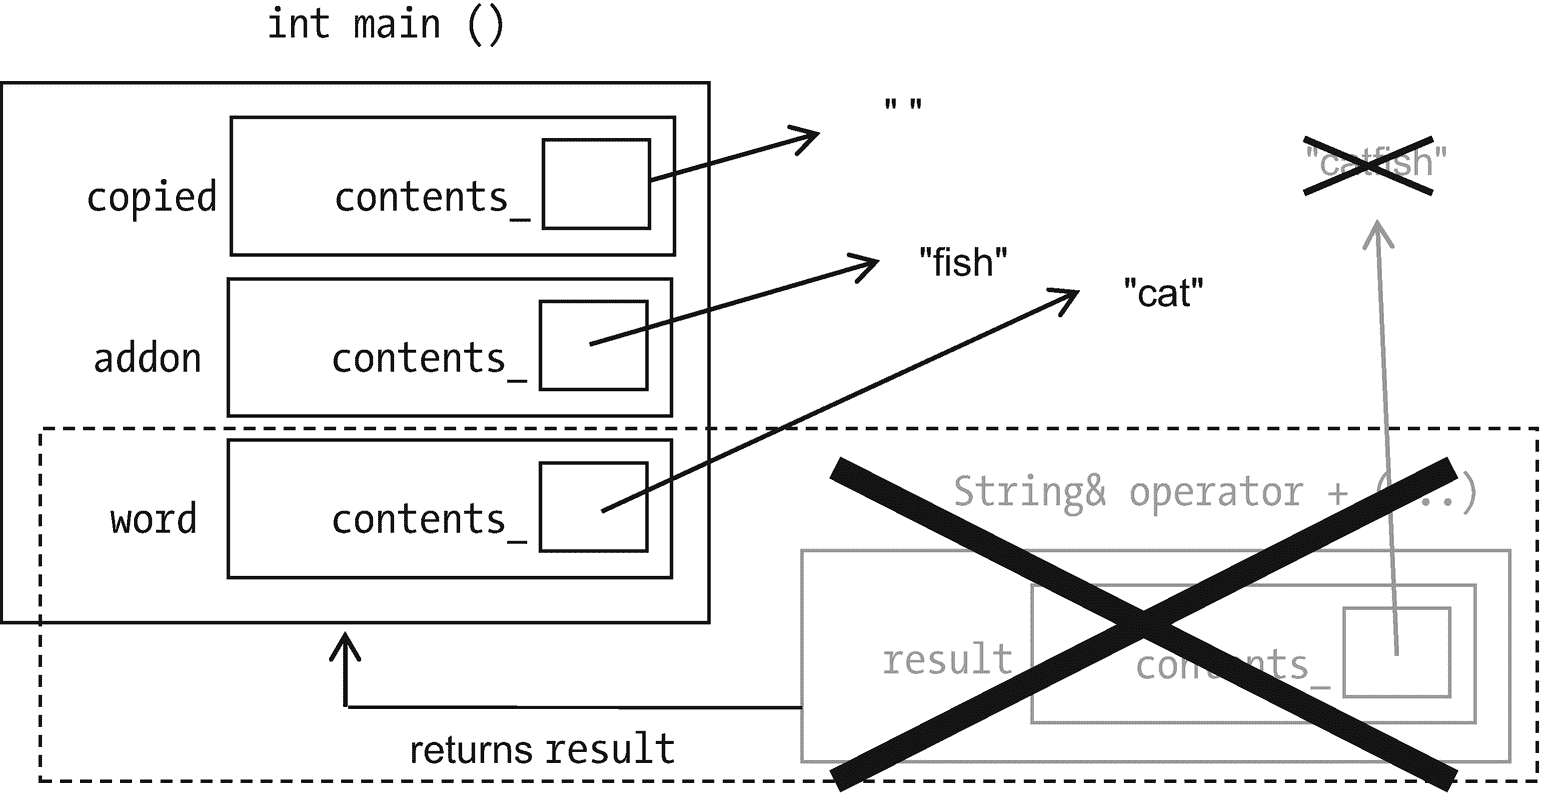 int main ()
" "
"catfish"
copied contents_
"fish"
"cat"
addon contents_
String& operator + (...)
word contents_
result contents_
returns result